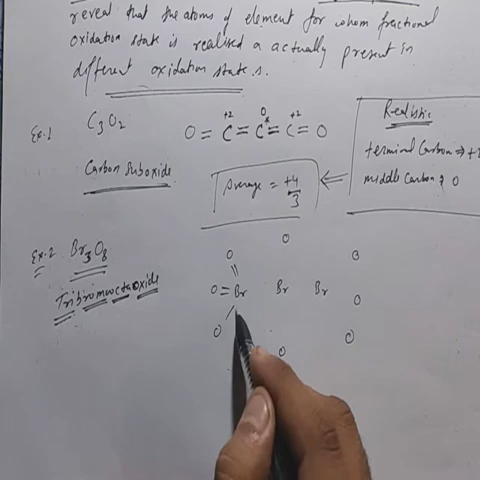 reveal that the atoms of element for whom fractional
oxidation state is realised a actually present in
different oxidation states.
Ex.1 C3O2
+2 0 +2
O = C = C* = C = O
Carbon Suboxide
Average = +4/3
Realistic
terminal Carbon ⇒ +2
middle Carbon ⇒ 0
Ex-2 Br3O8
Tribromooctaoxide
O O O
O = Br Br Br O
O O O